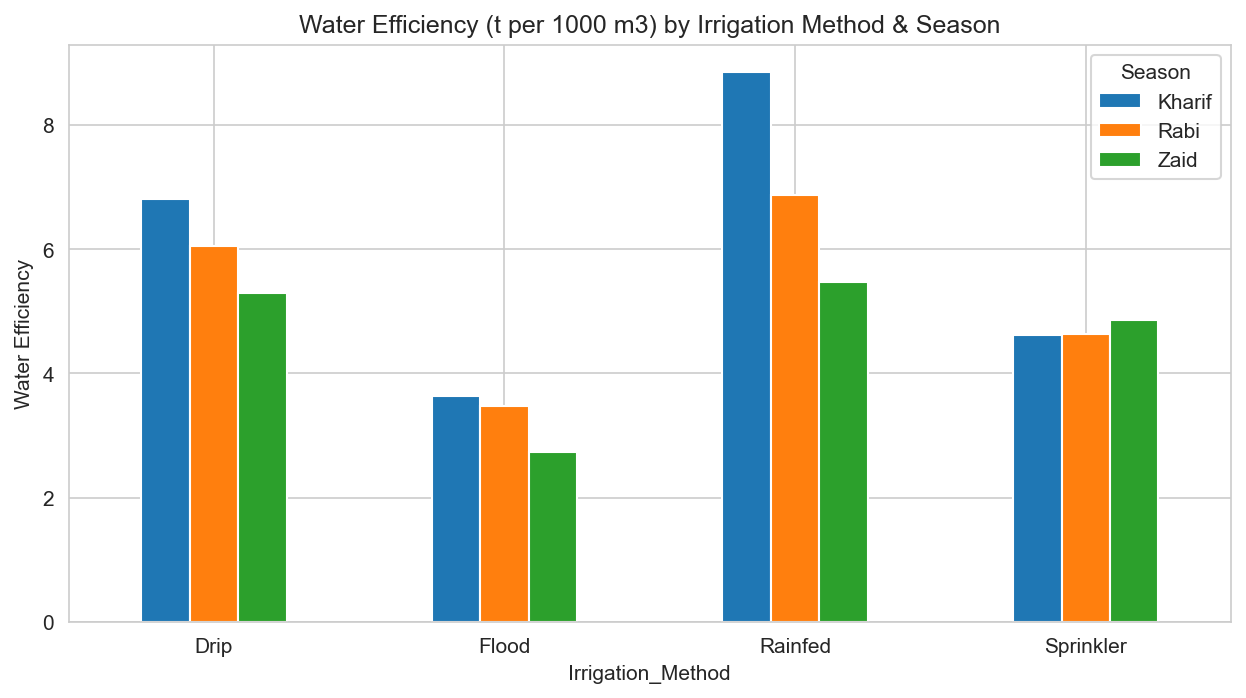 Water Efficiency (t per 1000 m3) by Irrigation Method & Season
Season
Kharif
Rabi
Zaid
Water Efficiency
8
6
4
2
0
Drip
Flood
Rainfed
Sprinkler
Irrigation_Method